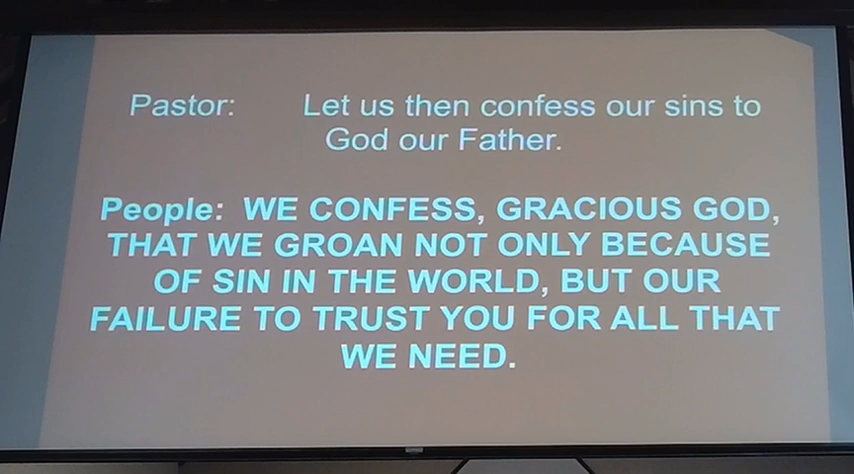 Pastor: Let us then confess our sins to
God our Father.
People: WE CONFESS, GRACIOUS GOD,
THAT WE GROAN NOT ONLY BECAUSE
OF SIN IN THE WORLD, BUT OUR
FAILURE TO TRUST YOU FOR ALL THAT
WE NEED.